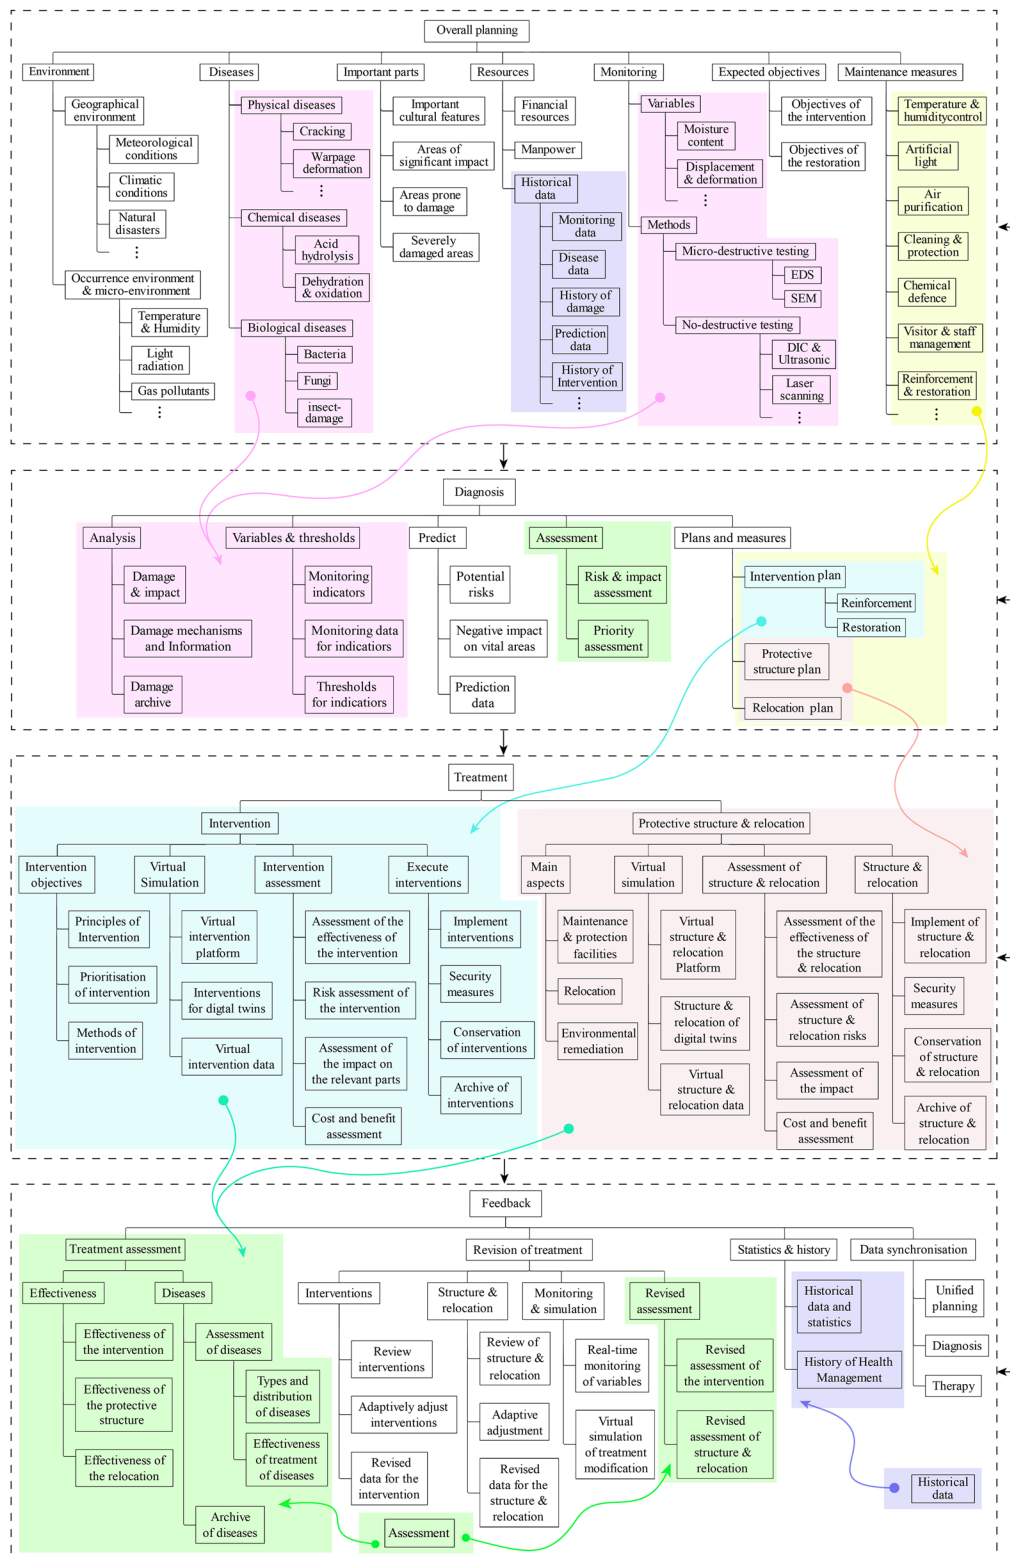 Overall planning
Environment
Diseases
Important parts
Resources
Monitoring
Expected objectives
Maintenance measures
Geographical
environment
Meteorological
conditions
Climatic
conditions
Natural
disasters
⋮
Occurrence environment
& micro-environment
Temperature
& Humidity
Light
radiation
Gas pollutants
⋮
Physical diseases
Cracking
Warpage
deformation
⋮
Chemical diseases
Acid
hydrolysis
Dehydration
& oxidation
Biological diseases
Bacteria
Fungi
insect-
damage
Important
cultural features
Areas of
significant impact
Areas prone
to damage
Severely
damaged areas
Financial
resources
Manpower
Historical
data
Monitoring
data
Disease
data
History of
damage
Prediction
data
History of
Intervention
⋮
Variables
Moisture
content
Displacement
& deformation
⋮
Methods
Micro-destructive testing
EDS
SEM
No-destructive testing
DIC &
Ultrasonic
Laser
scanning
⋮
Objectives of
the intervention
Objectives of
the restoration
Temperature &
humiditycontrol
Artificial
light
Air
purification
Cleaning &
protection
Chemical
defence
Visitor & staff
management
Reinforcement
& restoration
⋮
Diagnosis
Analysis
Variables & thresholds
Predict
Assessment
Plans and measures
Damage
& impact
Damage mechanisms
and Information
Damage
archive
Monitoring
indicators
Monitoring data
for indicatiors
Thresholds
for indicatiors
Potential
risks
Negative impact
on vital areas
Prediction
data
Risk & impact
assessment
Priority
assessment
Intervention plan
Reinforcement
Restoration
Protective
structure plan
Relocation plan
Treatment
Intervention
Protective structure & relocation
Intervention
objectives
Virtual
Simulation
Intervention
assessment
Execute
interventions
Main
aspects
Virtual
simulation
Assessment of
structure & relocation
Structure
& relocation
Principles of
Intervention
Prioritisation
of intervention
Methods of
intervention
Virtual
intervention
platform
Interventions
for digtal twins
Virtual
intervention data
Assessment of the
effectiveness of
the intervention
Risk assessment of
the intervention
Assessment of
the impact on
the relevant parts
Cost and benefit
assessment
Implement
interventions
Security
measures
Conservation
of interventions
Archive of
interventions
Maintenance
& protection
facilities
Relocation
Environmental
remediation
Virtual
structure &
relocation
Platform
Structure
& relocation of
digital twins
Virtual
structure &
relocation data
Assessment of the
effectiveness of
the structure
& relocation
Assessment of
structure &
relocation risks
Assessment of
the impact
Cost and benefit
assessment
Implement of
structure &
relocation
Security
measures
Conservation
of structure
& relocation
Archive of
structure &
relocation
Feedback
Treatment assessment
Revision of treatment
Statistics & history
Data synchronisation
Effectiveness
Diseases
Interventions
Structure &
relocation
Monitoring
& simulation
Revised
assessment
Effectiveness of
the intervention
Effectiveness of
the protective
structure
Effectiveness of
the relocation
Assessment
of diseases
Types and
distribution
of diseases
Effectiveness
of treatment
of diseases
Archive
of diseases
Review
interventions
Adaptively adjust
interventions
Revised
data for the
intervention
Review of
structure &
relocation
Adaptive
adjustment
Revised
data for the
structure &
relocation
Real-time
monitoring
of variables
Virtual
simulation
of treatment
modification
Revised
assessment of
the intervention
Revised
assessment of
structure &
relocation
Historical
data and
statistics
History of Health
Management
Unified
planning
Diagnosis
Therapy
Historical
data
Assessment